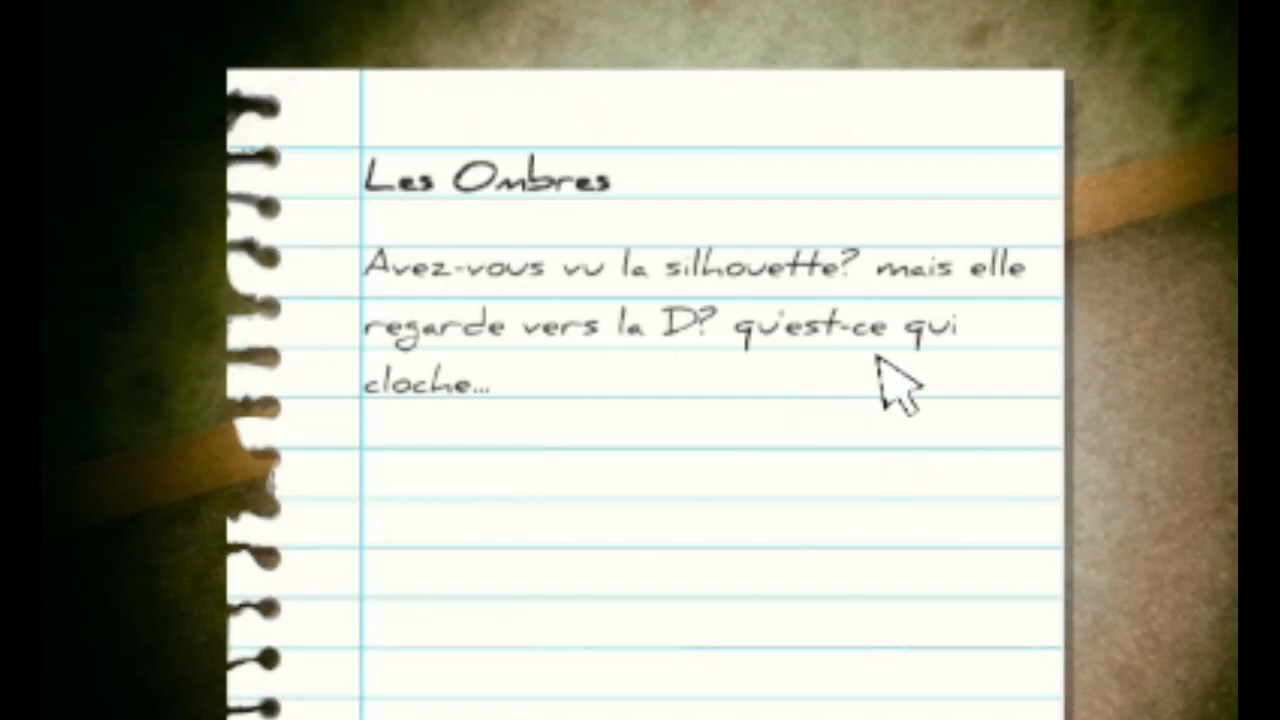 Les Ombres
Avez-vous vu la silhouette? mais elle
regarde vers la D? qu'est-ce qui
cloche...